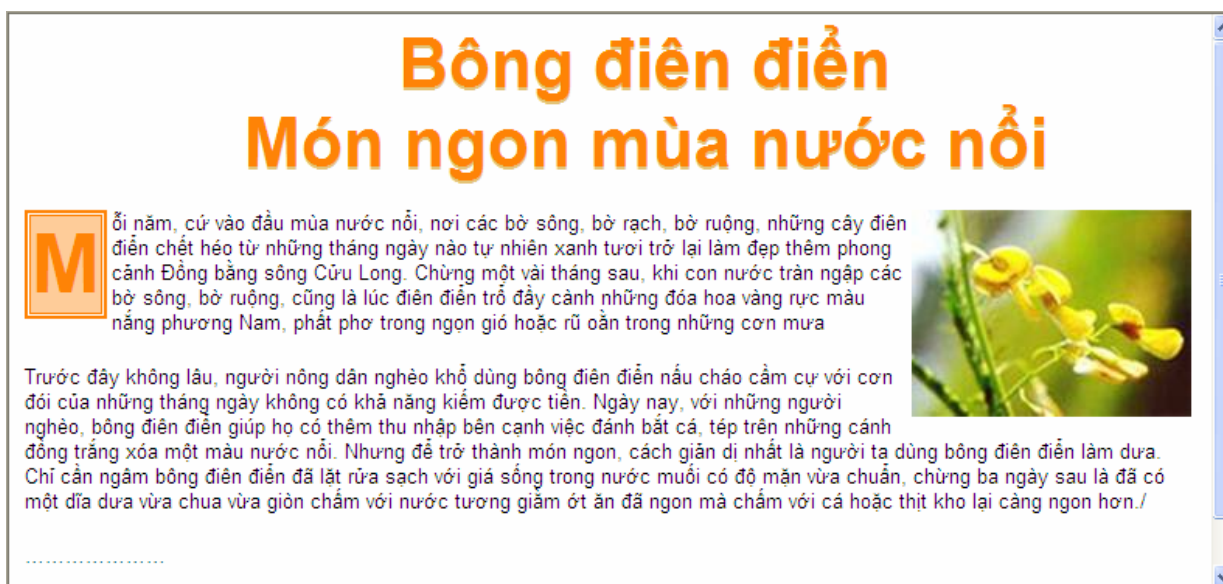 Bông điên điển
Món ngon mùa nước nổi
Mỗi năm, cứ vào đầu mùa nước nổi, nơi các bờ sông, bờ rạch, bờ ruộng, những cây điên
điển chết héo từ những tháng ngày nào tự nhiên xanh tươi trở lại làm đẹp thêm phong
cảnh Đồng bằng sông Cửu Long. Chừng một vài tháng sau, khi con nước tràn ngập các
bờ sông, bờ ruộng, cũng là lúc điên điển trổ đầy cành những đóa hoa vàng rực màu
nắng phương Nam, phất phơ trong ngọn gió hoặc rũ oằn trong những cơn mưa
Trước đây không lâu, người nông dân nghèo khổ dùng bông điên điển nấu cháo cầm cự với cơn
đói của những tháng ngày không có khả năng kiếm được tiền. Ngày nay, với những người
nghèo, bông điên điển giúp họ có thêm thu nhập bên cạnh việc đánh bắt cá, tép trên những cánh
đồng trắng xóa một màu nước nổi. Nhưng để trở thành món ngon, cách giản dị nhất là người ta dùng bông điên điển làm dưa.
Chỉ cần ngâm bông điên điển đã lặt rửa sạch với giá sống trong nước muối có độ mặn vừa chuẩn, chừng ba ngày sau là đã có
một dĩa dưa vừa chua vừa giòn chấm với nước tương giằm ớt ăn đã ngon mà chấm với cá hoặc thịt kho lại càng ngon hơn./
…………………